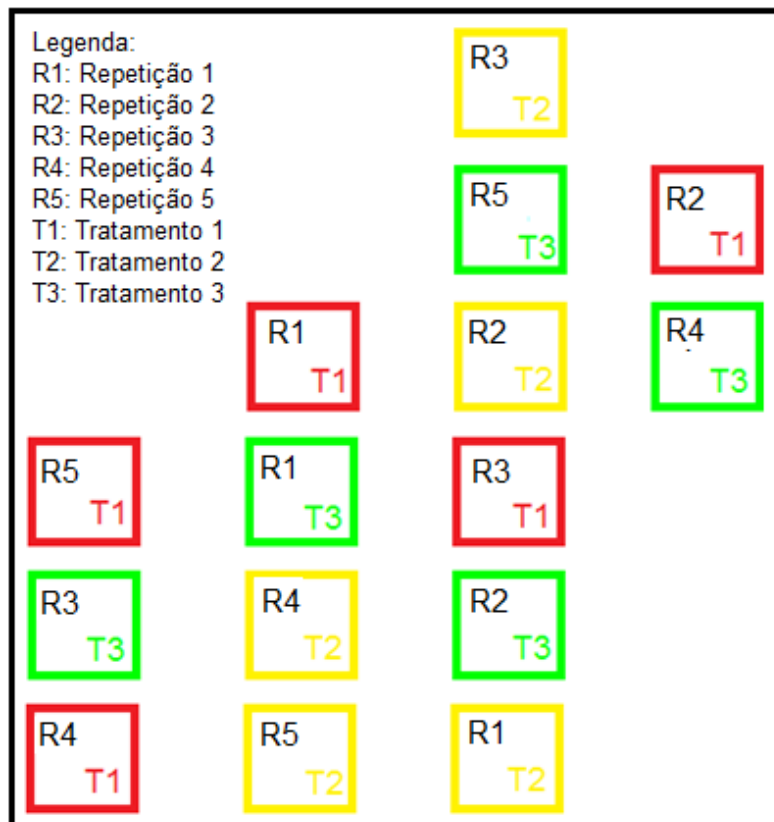 Legenda:
R1: Repetição 1
R2: Repetição 2
R3: Repetição 3
R4: Repetição 4
R5: Repetição 5
T1: Tratamento 1
T2: Tratamento 2
T3: Tratamento 3
R3
T2
R5
T3
R2
T1
R1
T1
R2
T2
R4
T3
R5
T1
R1
T3
R3
T1
R3
T3
R4
T2
R2
T3
R4
T1
R5
T2
R1
T2